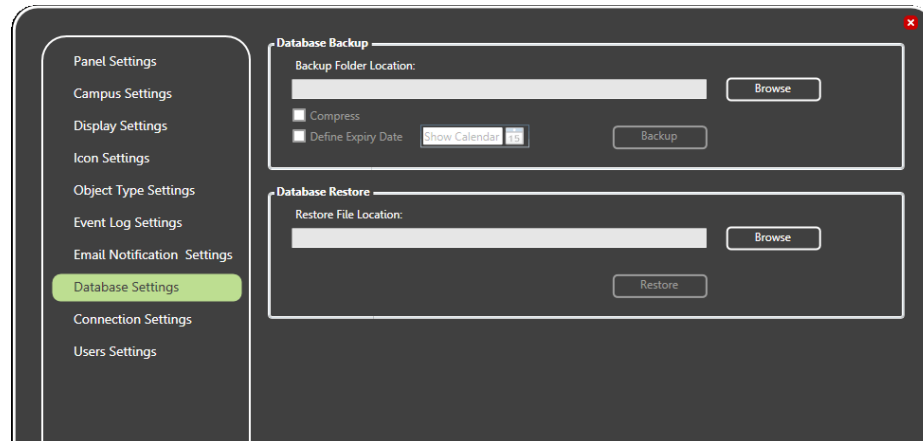 Panel Settings
Campus Settings
Display Settings
Icon Settings
Object Type Settings
Event Log Settings
Email Notification  Settings
Database Settings
Connection Settings
Users Settings
Database Backup
Backup Folder Location:
Browse
Compress
Define Expiry Date
Show Calendar
15
Backup
Database Restore
Restore File Location:
Browse
Restore